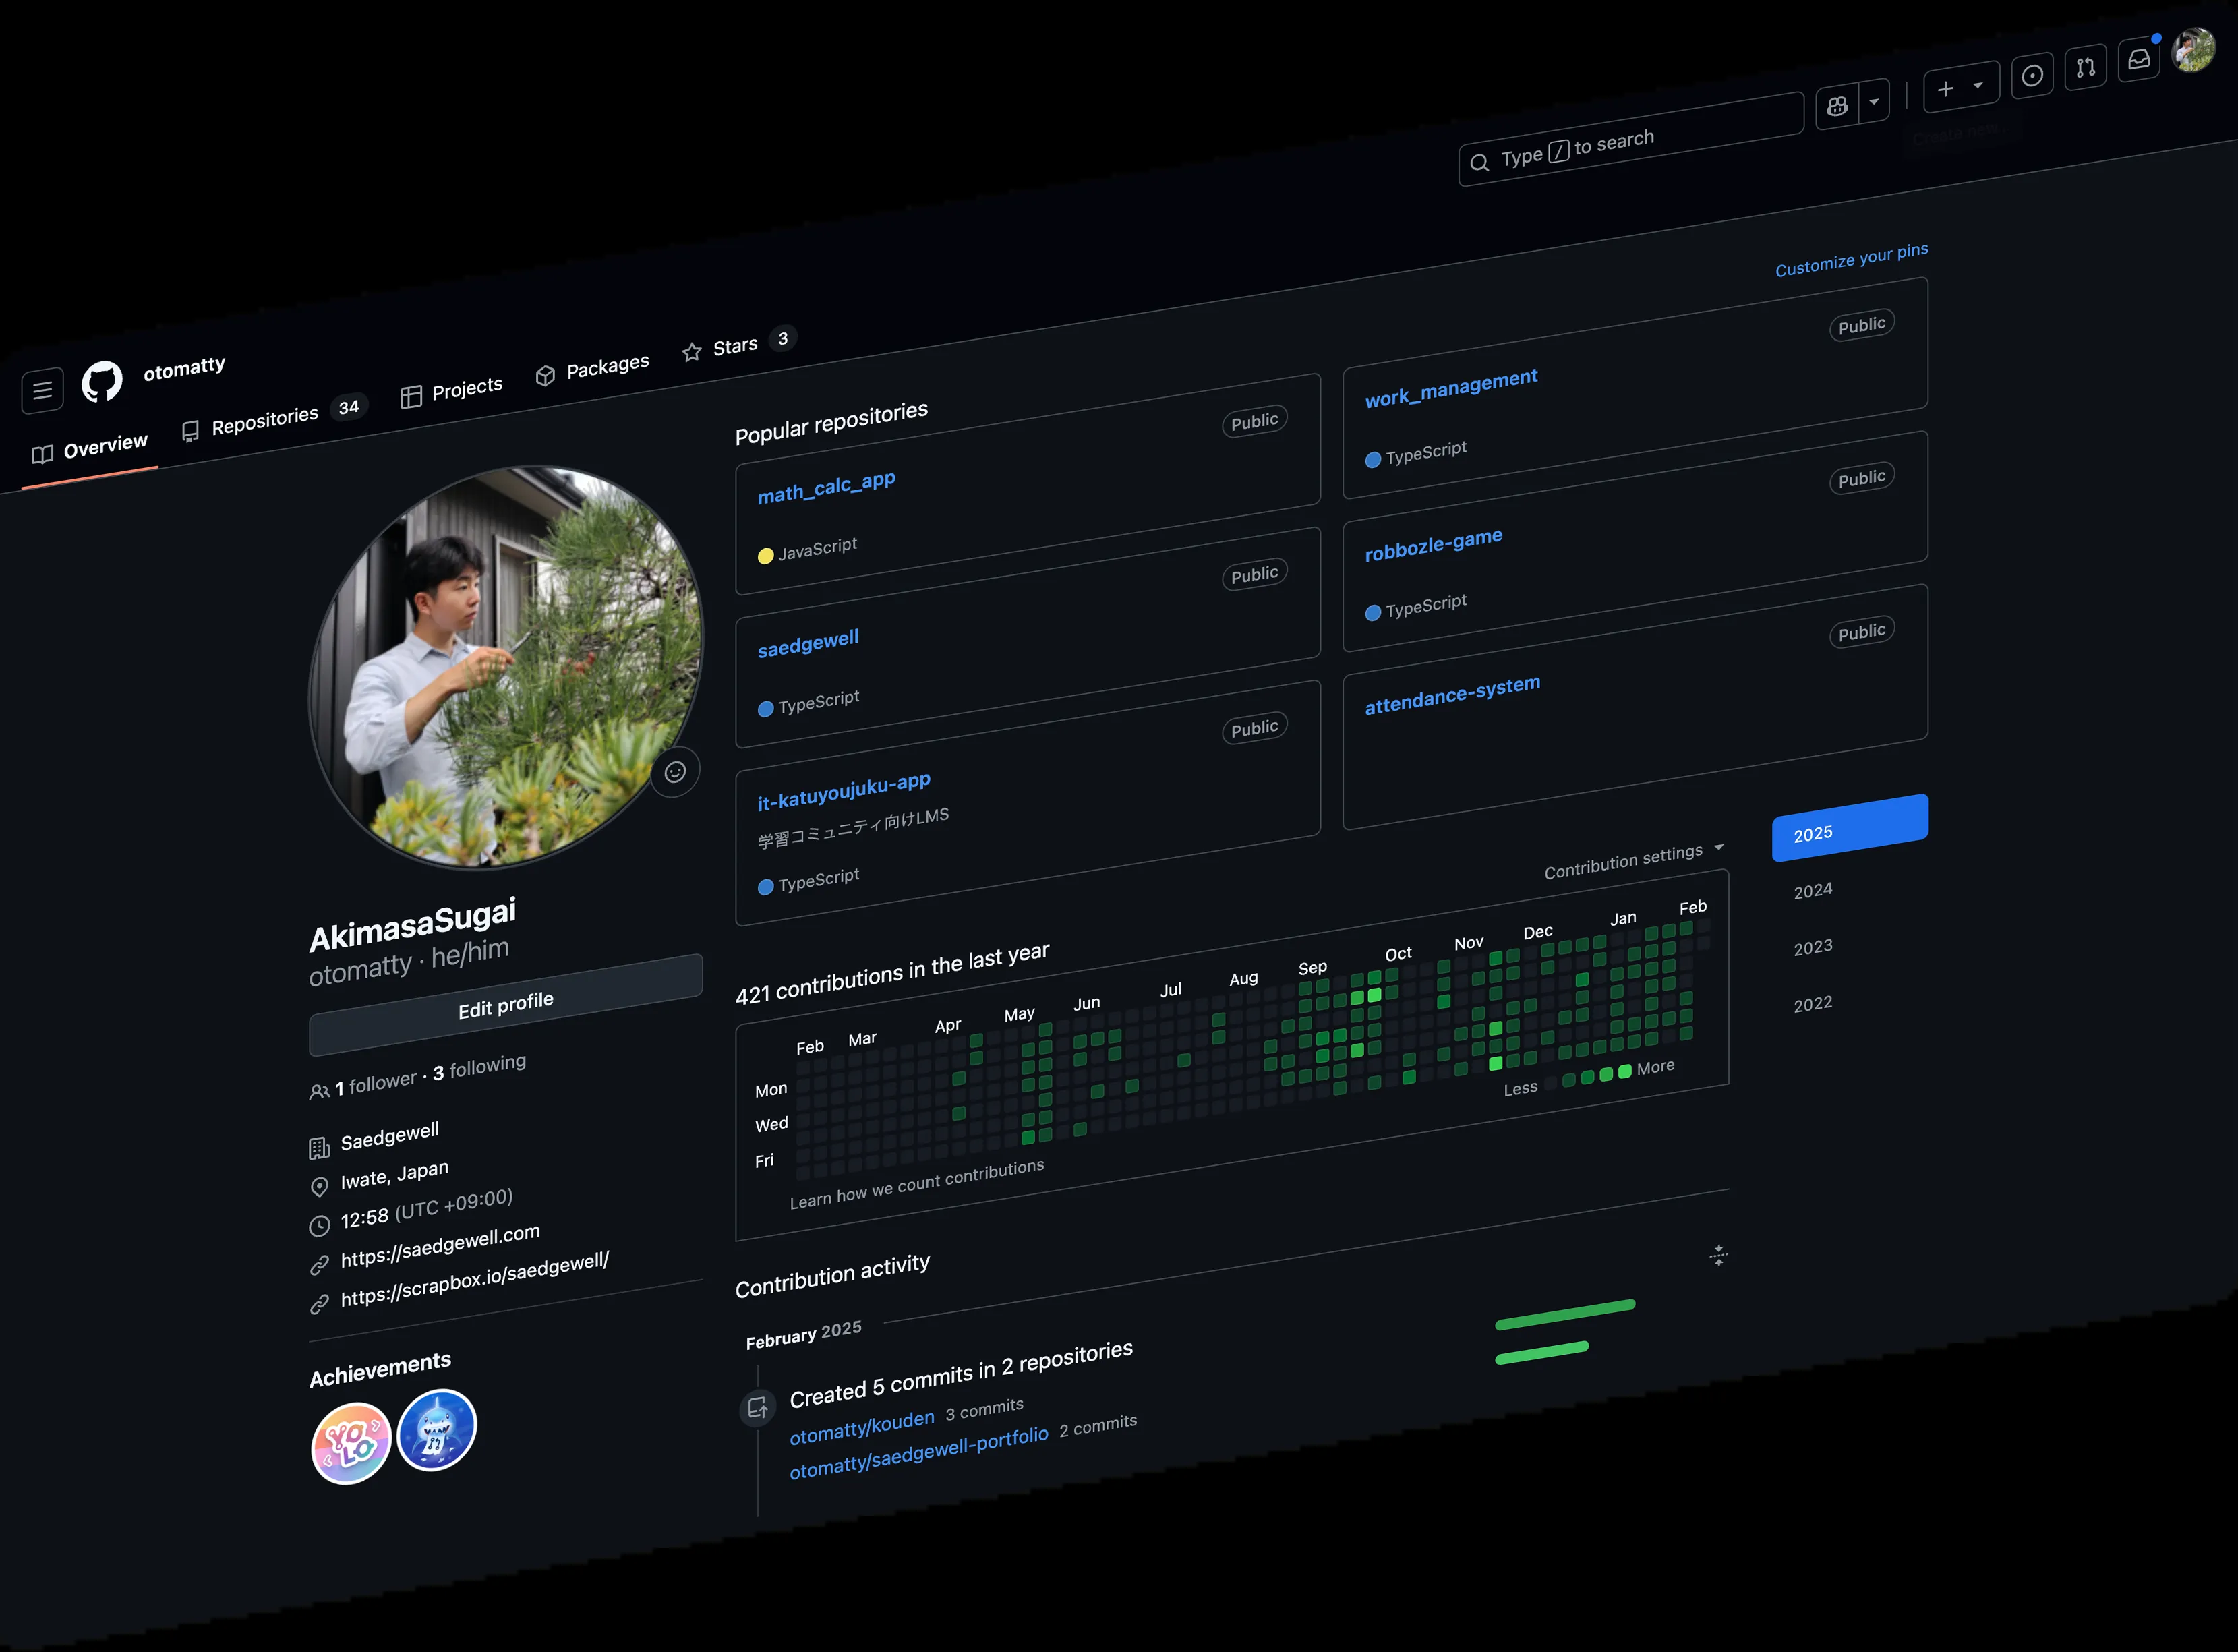 Type / to search
Create new...
otomatty
Overview
Repositories 34
Projects
Packages
Stars 3
AkimasaSugai
otomatty · he/him
Edit profile
1 follower · 3 following
Saedgewell
Iwate, Japan
12:58 (UTC +09:00)
https://saedgewell.com
https://scrapbox.io/saedgewell/
Achievements
YOLO
Popular repositories
Customize your pins
math_calc_app
Public
JavaScript
work_management
Public
TypeScript
saedgewell
Public
TypeScript
robbozle-game
Public
TypeScript
it-katuyoujuku-app
Public
学習コミュニティ向けLMS
TypeScript
attendance-system
Public
421 contributions in the last year
Contribution settings
Feb Mar Apr May Jun Jul Aug Sep Oct Nov Dec Jan Feb
Mon
Wed
Fri
Learn how we count contributions
Less More
2025
2024
2023
2022
Contribution activity
February 2025
Created 5 commits in 2 repositories
otomatty/kouden 3 commits
otomatty/saedgewell-portfolio 2 commits